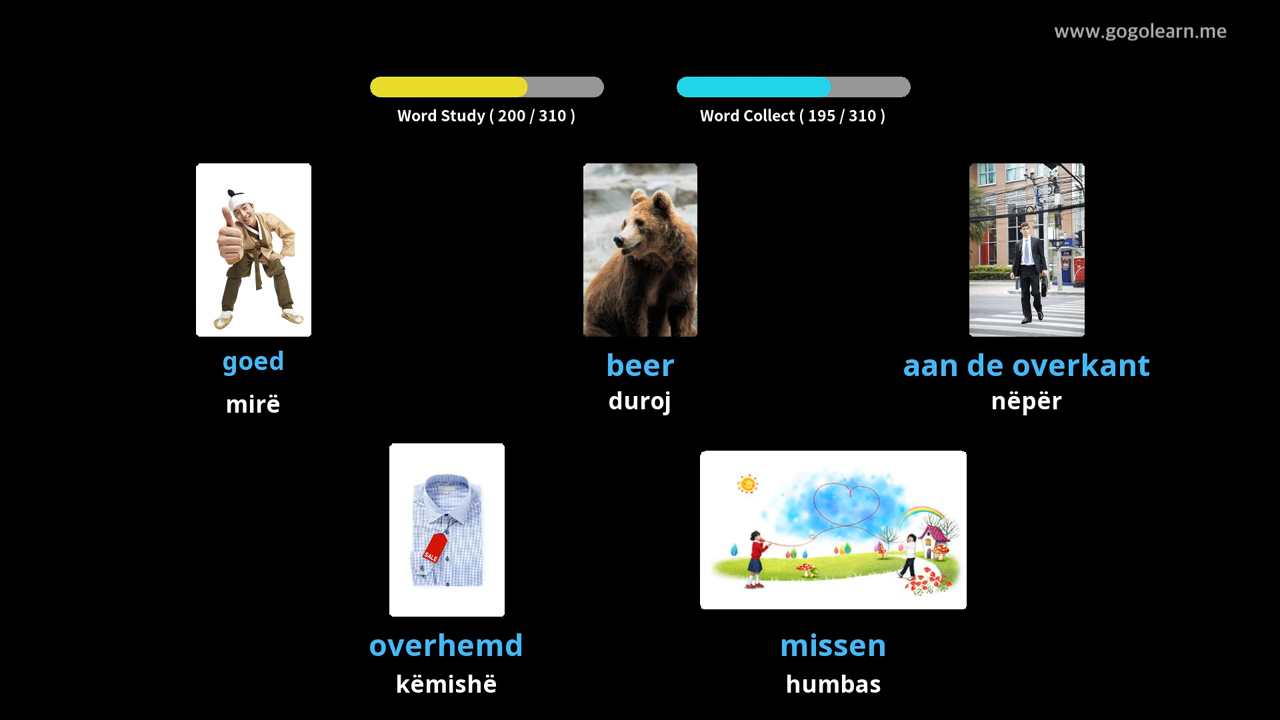 www.gogolearn.me
Word Study ( 200 / 310 )
Word Collect ( 195 / 310 )
goed
mirë
beer
duroj
aan de overkant
nëpër
SALE
overhemd
këmishë
missen
humbas